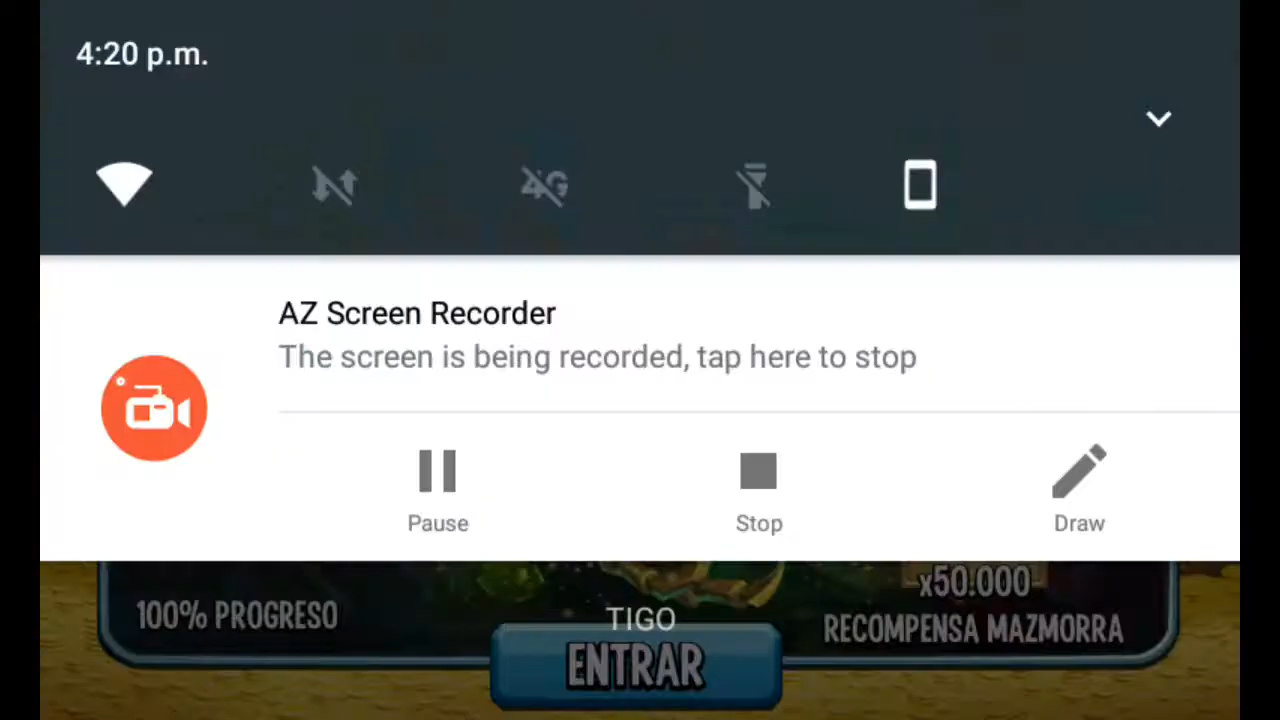 4:20 p.m.
4G
AZ Screen Recorder
The screen is being recorded, tap here to stop
Pause
Stop
Draw
x50.000
100% PROGRESO
TIGO
RECOMPENSA MAZMORRA
ENTRAR